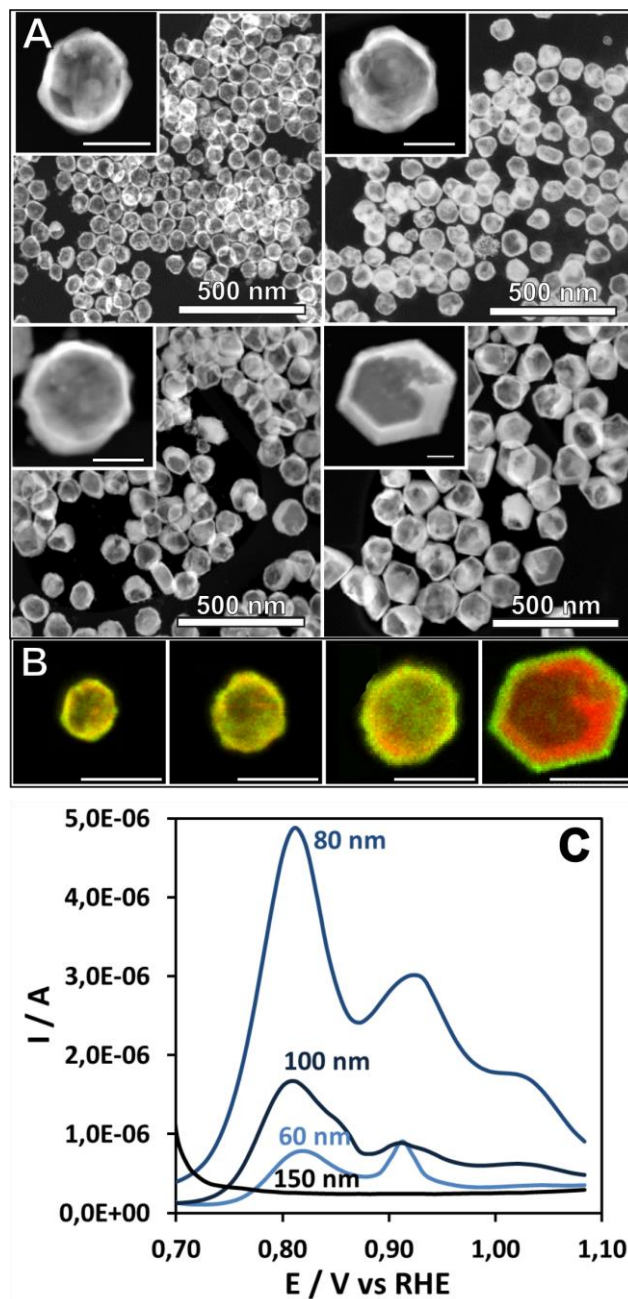 A
500 nm
500 nm
500 nm
500 nm
B
C
5,0E-06
4,0E-06
3,0E-06
2,0E-06
1,0E-06
0,0E+00
I / A
80 nm
100 nm
60 nm
150 nm
0,70
0,80
0,90
1,00
1,10
E / V vs RHE